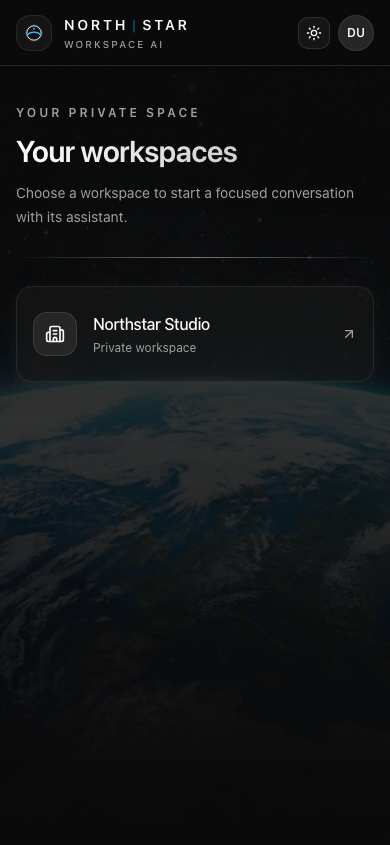 NORTH | STAR
WORKSPACE AI
DU
YOUR PRIVATE SPACE
Your workspaces
Choose a workspace to start a focused conversation
with its assistant.
Northstar Studio
Private workspace